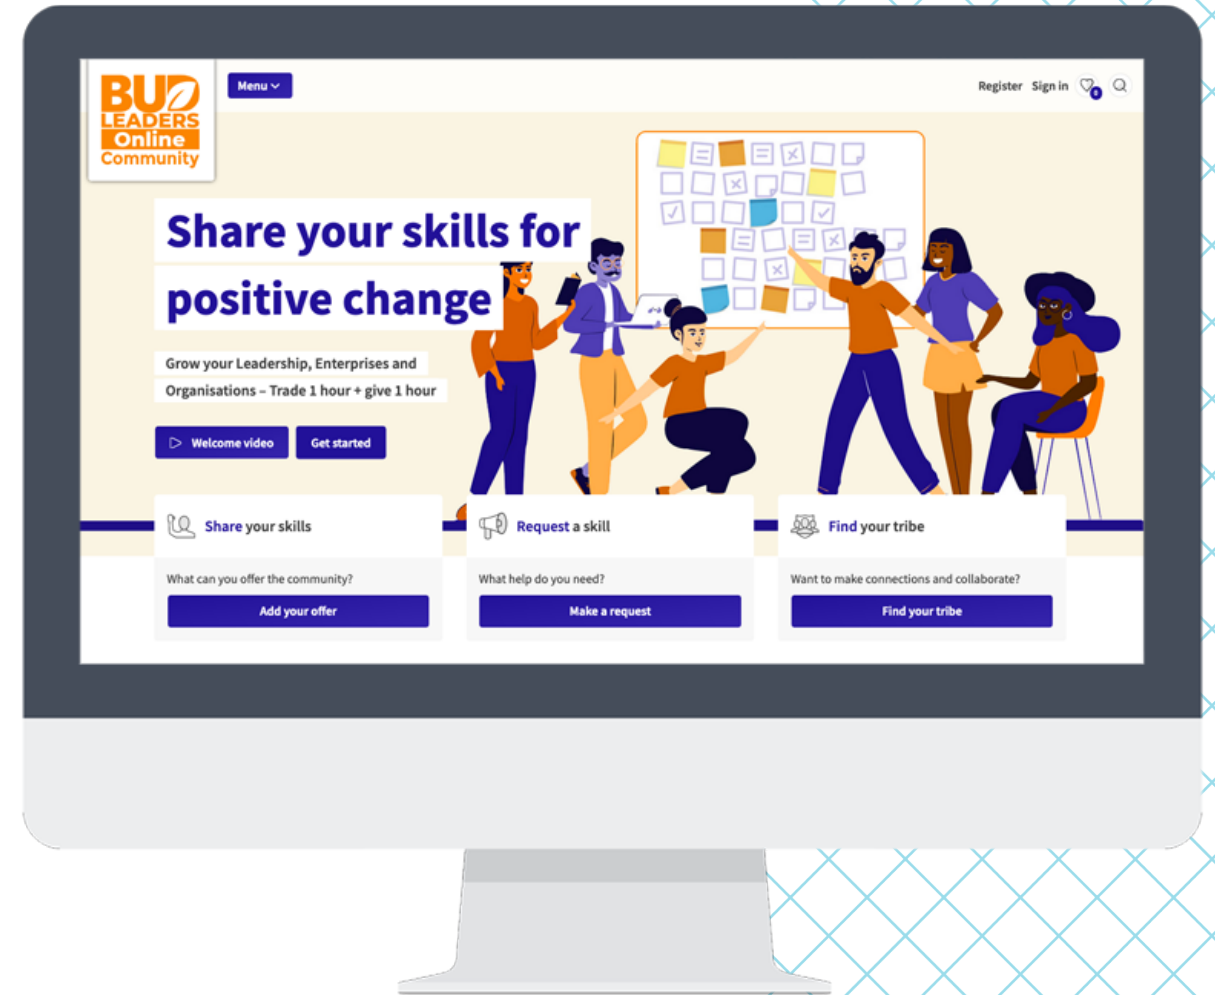 BUD
LEADERS
Online
Community
Menu
Register Sign in
0
Share your skills for
positive change
Grow your Leadership, Enterprises and
Organisations – Trade 1 hour + give 1 hour
Welcome video Get started
Share your skills
Request a skill
Find your tribe
What can you offer the community?
What help do you need?
Want to make connections and collaborate?
Add your offer
Make a request
Find your tribe